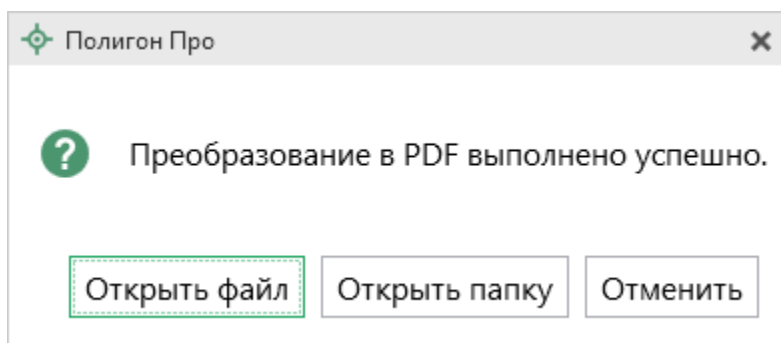 Полигон Про
Преобразование в PDF выполнено успешно.
Открыть файл Открыть папку Отменить